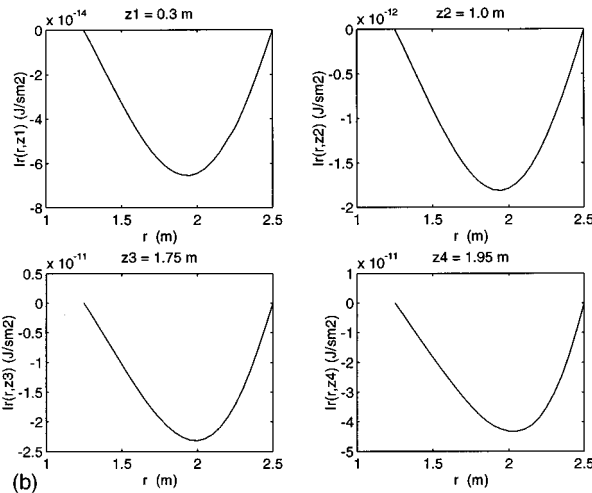 x 10^-14 z1 = 0.3 m
0
-2
-4
-6
-8
Ir(r,z1) (J/sm2)
1 1.5 2 2.5
r (m)
x 10^-12 z2 = 1.0 m
0
-0.5
-1
-1.5
-2
Ir(r,z2) (J/sm2)
1 1.5 2 2.5
r (m)
x 10^-11 z3 = 1.75 m
0.5
0
-0.5
-1
-1.5
-2
-2.5
Ir(r,z3) (J/sm2)
1 1.5 2 2.5
r (m)
x 10^-11 z4 = 1.95 m
1
0
-1
-2
-3
-4
-5
Ir(r,z4) (J/sm2)
1 1.5 2 2.5
r (m)
(b)